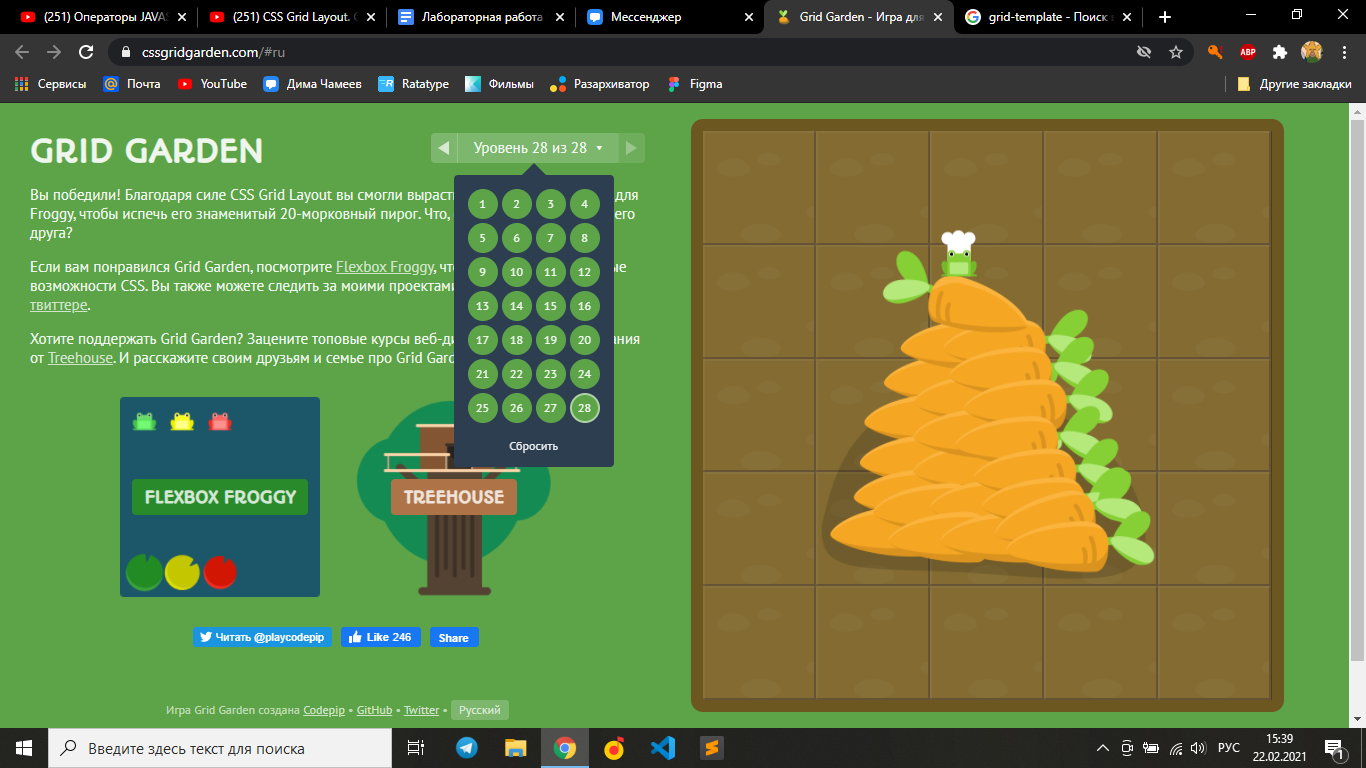 (251) Операторы JAVAS
(251) CSS Grid Layout.
Лабораторная работа
Мессенджер
Grid Garden - Игра для
grid-template - Поиск
cssgridgarden.com/#ru
ABP
Сервисы
Почта
YouTube
Дима Чамеев
Ratatype
Фильмы
Разархиватор
Figma
Другие закладки
GRID GARDEN
Уровень 28 из 28
Вы победили! Благодаря силе CSS Grid Layout вы смогли вырасти для
Froggy, чтобы испечь его знаменитый 20-морковный пирог. Что, его
друга?
Если вам понравился Grid Garden, посмотрите Flexbox Froggy, что ые
возможности CSS. Вы также можете следить за моими проектами
твиттере.
Хотите поддержать Grid Garden? Зацените топовые курсы веб-ди ания
от Treehouse. И расскажите своим друзьям и семье про Grid Gard
1 2 3 4
5 6 7 8
9 10 11 12
13 14 15 16
17 18 19 20
21 22 23 24
25 26 27 28
Сбросить
FLEXBOX FROGGY
TREEHOUSE
Читать @playcodepip
Like 246
Share
Игра Grid Garden создана Codepip • GitHub • Twitter • Русский
Введите здесь текст для поиска
РУС
15:39
22.02.2021
1